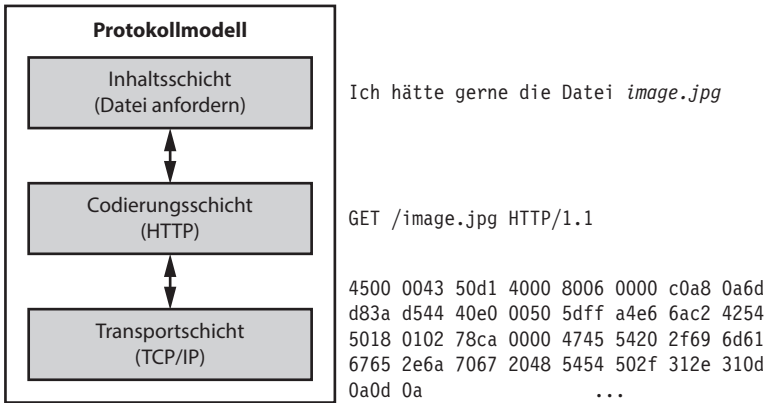 Protokollmodell
Inhaltsschicht
(Datei anfordern)
Ich hätte gerne die Datei image.jpg
Codierungsschicht
(HTTP)
GET /image.jpg HTTP/1.1
Transportschicht
(TCP/IP)
4500 0043 50d1 4000 8006 0000 c0a8 0a6d
d83a d544 40e0 0050 5dff a4e6 6ac2 4254
5018 0102 78ca 0000 4745 5420 2f69 6d61
6765 2e6a 7067 2048 5454 502f 312e 310d
0a0d 0a ...